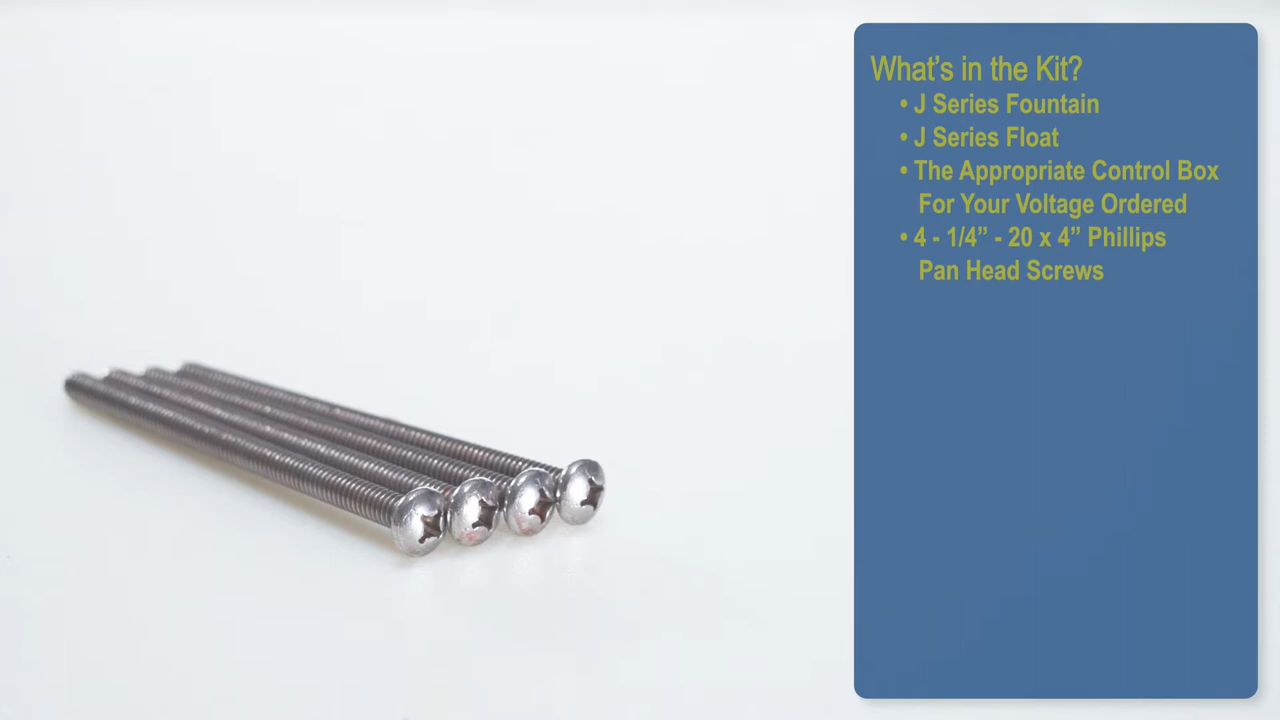 What’s in the Kit?
• J Series Fountain
• J Series Float
• The Appropriate Control Box
For Your Voltage Ordered
• 4 - 1/4” - 20 x 4” Phillips
Pan Head Screws